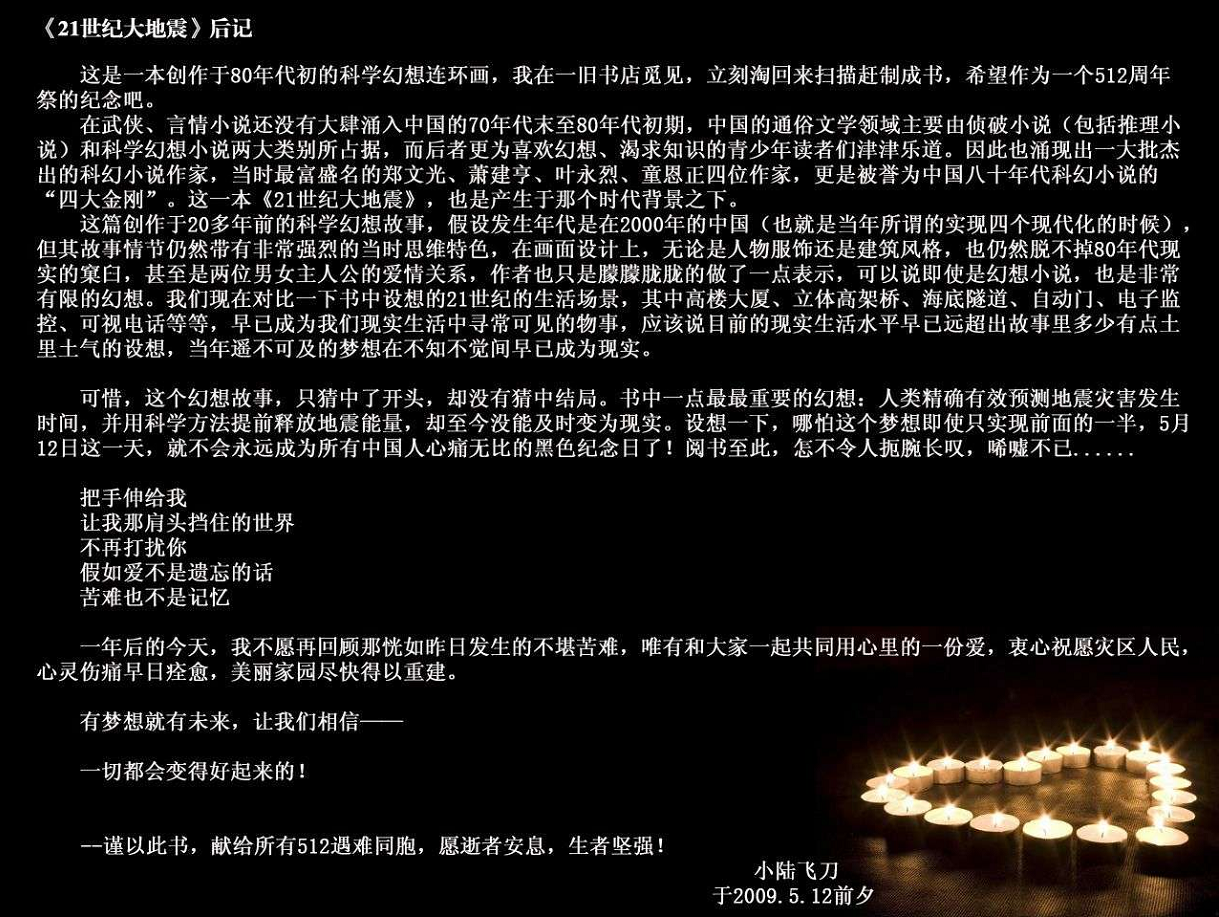 《21世纪大地震》后记
这是一本创作于80年代初的科学幻想连环画，我在一旧书店觅见，立刻淘回来扫描赶制成书，希望作为一个512周年
祭的纪念吧。
在武侠、言情小说还没有大肆涌入中国的70年代末至80年代初期，中国的通俗文学领域主要由侦破小说（包括推理小
说）和科学幻想小说两大类别所占据，而后者更为喜欢幻想、渴求知识的青少年读者们津津乐道。因此也涌现出一大批杰
出的科幻小说作家，当时最富盛名的郑文光、萧建亨、叶永烈、童恩正四位作家，更是被誉为中国八十年代科幻小说的
“四大金刚”。这一本《21世纪大地震》，也是产生于那个时代背景之下。
这篇创作于20多年前的科学幻想故事，假设发生年代是在2000年的中国（也就是当年所谓的实现四个现代化的时候），
但其故事情节仍然带有非常强烈的当时思维特色，在画面设计上，无论是人物服饰还是建筑风格，也仍然脱不掉80年代现
实的窠臼，甚至是两位男女主人公的爱情关系，作者也只是朦朦胧胧的做了一点表示，可以说即使是幻想小说，也是非常
有限的幻想。我们现在对比一下书中设想的21世纪的生活场景，其中高楼大厦、立体高架桥、海底隧道、自动门、电子监
控、可视电话等等，早已成为我们现实生活中寻常可见的物事，应该说目前的现实生活水平早已远超出故事里多少有点土
里土气的设想，当年遥不可及的梦想在不知不觉间早已成为现实。
可惜，这个幻想故事，只猜中了开头，却没有猜中结局。书中一点最最重要的幻想：人类精确有效预测地震灾害发生
时间，并用科学方法提前释放地震能量，却至今没能及时变为现实。设想一下，哪怕这个梦想即使只实现前面的一半，5月
12日这一天，就不会永远成为所有中国人心痛无比的黑色纪念日了！阅书至此，怎不令人扼腕长叹，唏嘘不已......
把手伸给我
让我那肩头挡住的世界
不再打扰你
假如爱不是遗忘的话
苦难也不是记忆
一年后的今天，我不愿再回顾那恍如昨日发生的不堪苦难，唯有和大家一起共同用心里的一份爱，衷心祝愿灾区人民，
心灵伤痛早日痊愈，美丽家园尽快得以重建。
有梦想就有未来，让我们相信——
一切都会变得好起来的！
--谨以此书，献给所有512遇难同胞，愿逝者安息，生者坚强！
小陆飞刀
于2009.5.12前夕